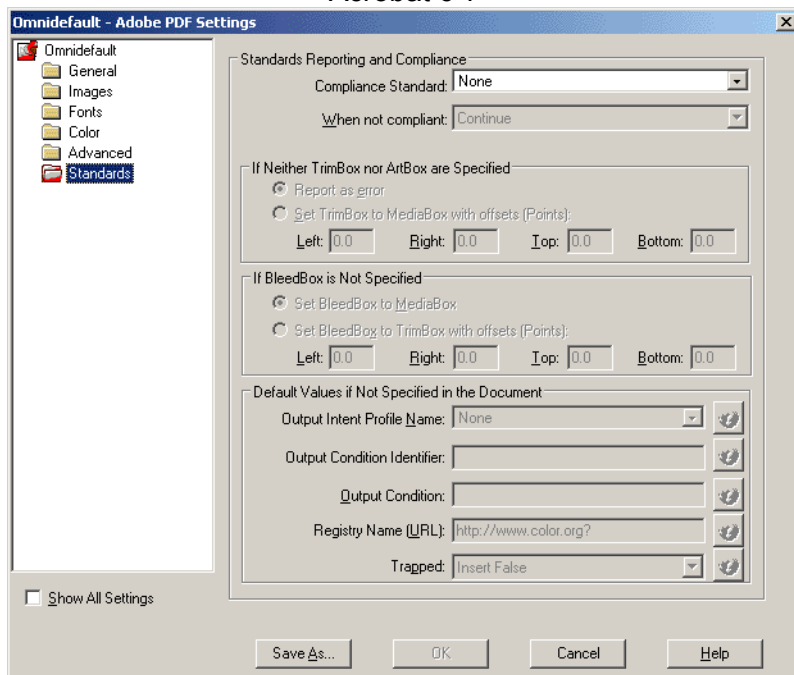 Omnidefault - Adobe PDF Settings
Omnidefault
General
Images
Fonts
Color
Advanced
Standards
Show All Settings
Standards Reporting and Compliance
Compliance Standard: None
When not compliant: Continue
If Neither TrimBox nor ArtBox are Specified
Report as error
Set TrimBox to MediaBox with offsets (Points):
Left: 0.0 Right: 0.0 Top: 0.0 Bottom: 0.0
If BleedBox is Not Specified
Set BleedBox to MediaBox
Set BleedBox to TrimBox with offsets (Points):
Left: 0.0 Right: 0.0 Top: 0.0 Bottom: 0.0
Default Values if Not Specified in the Document
Output Intent Profile Name: None
Output Condition Identifier:
Output Condition:
Registry Name (URL): http://www.color.org?
Trapped: Insert False
Save As... OK Cancel Help